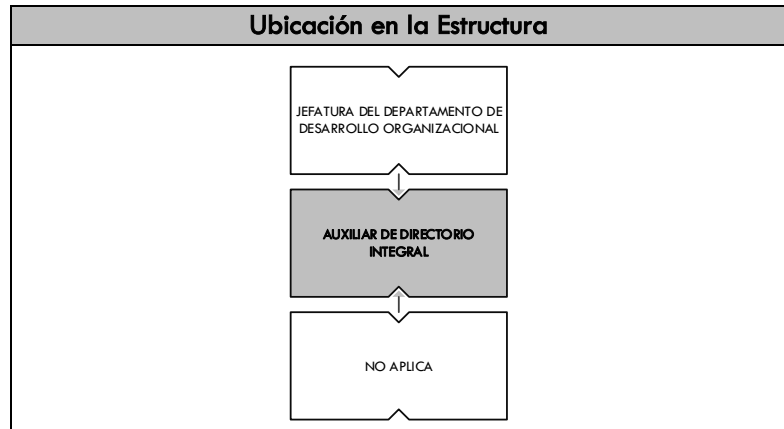 Ubicación en la Estructura
JEFATURA DEL DEPARTAMENTO DE
DESARROLLO ORGANIZACIONAL
AUXILIAR DE DIRECTORIO
INTEGRAL
NO APLICA